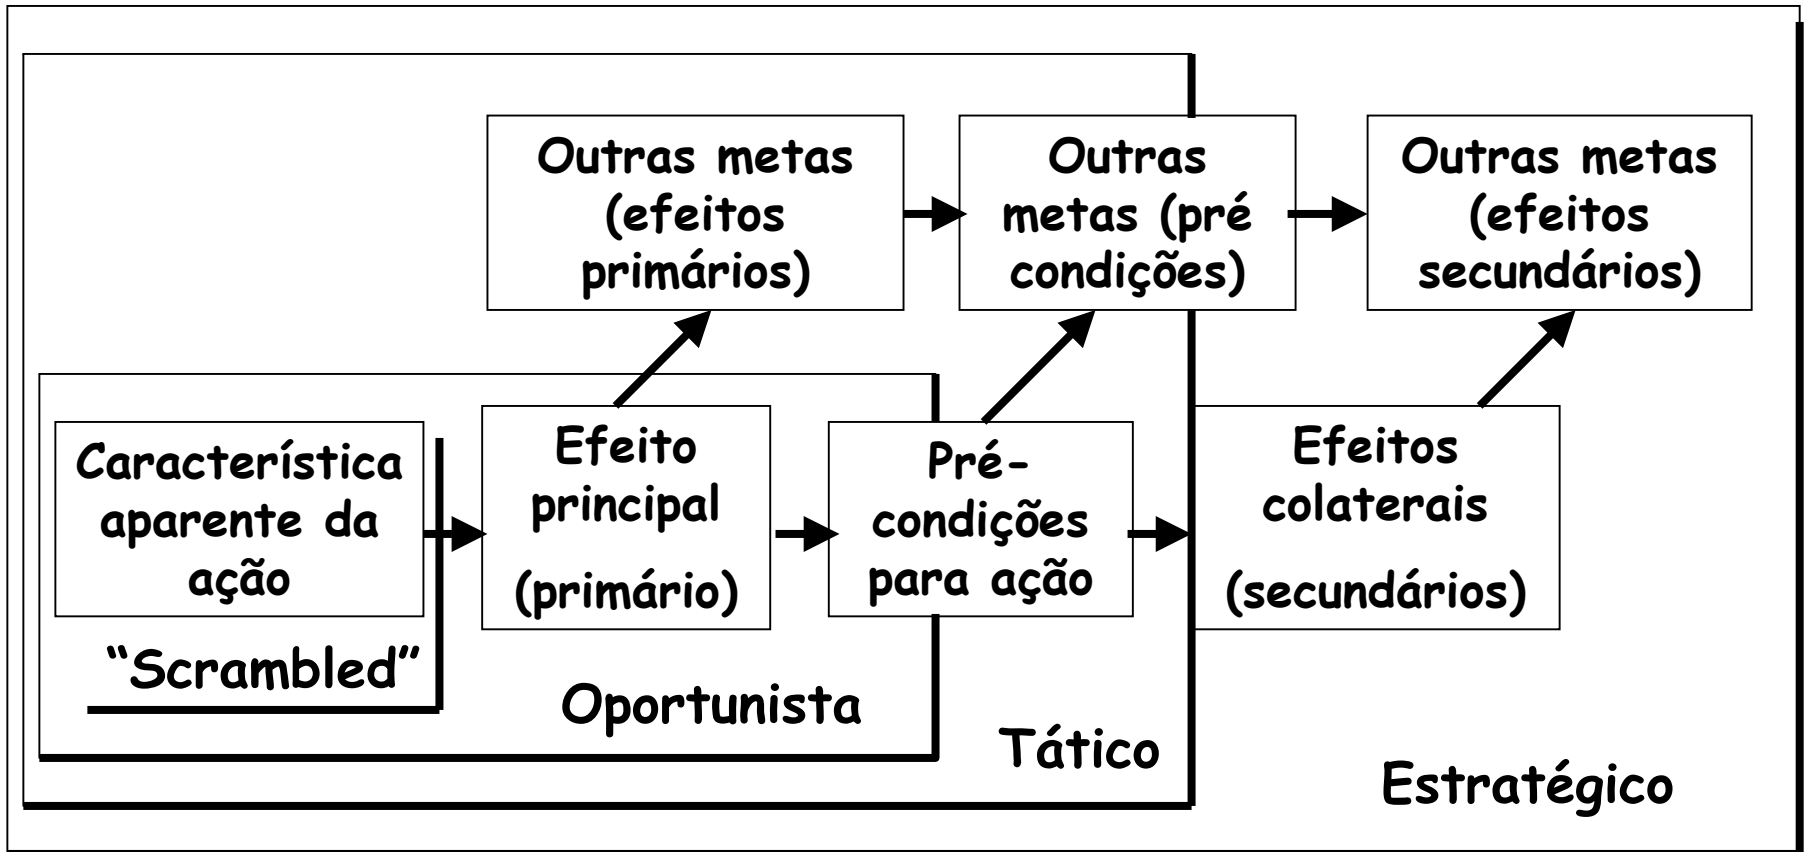 Outras metas
(efeitos
primários)
Outras
metas (pré
condições)
Outras metas
(efeitos
secundários)
Característica
aparente da
ação
Efeito
principal
(primário)
Pré-
condições
para ação
Efeitos
colaterais
(secundários)
“Scrambled”
Oportunista
Tático
Estratégico